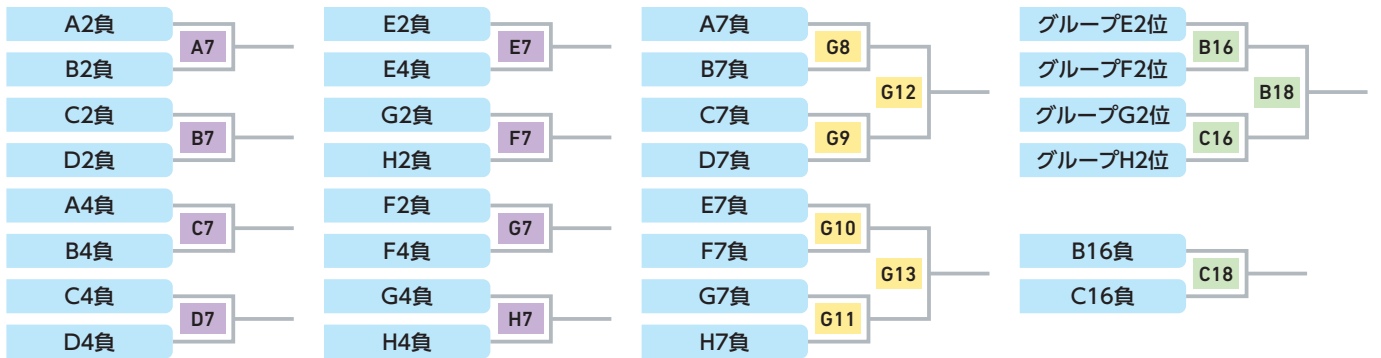 A2負
A7
B2負
C2負
B7
D2負
A4負
C7
B4負
C4負
D7
D4負
E2負
E7
E4負
G2負
F7
H2負
F2負
G7
F4負
G4負
H7
H4負
A7負
G8
B7負
G12
C7負
G9
D7負
E7負
G10
F7負
G13
G7負
G11
H7負
グループE2位
B16
グループF2位
B18
グループG2位
C16
グループH2位
B16負
C18
C16負